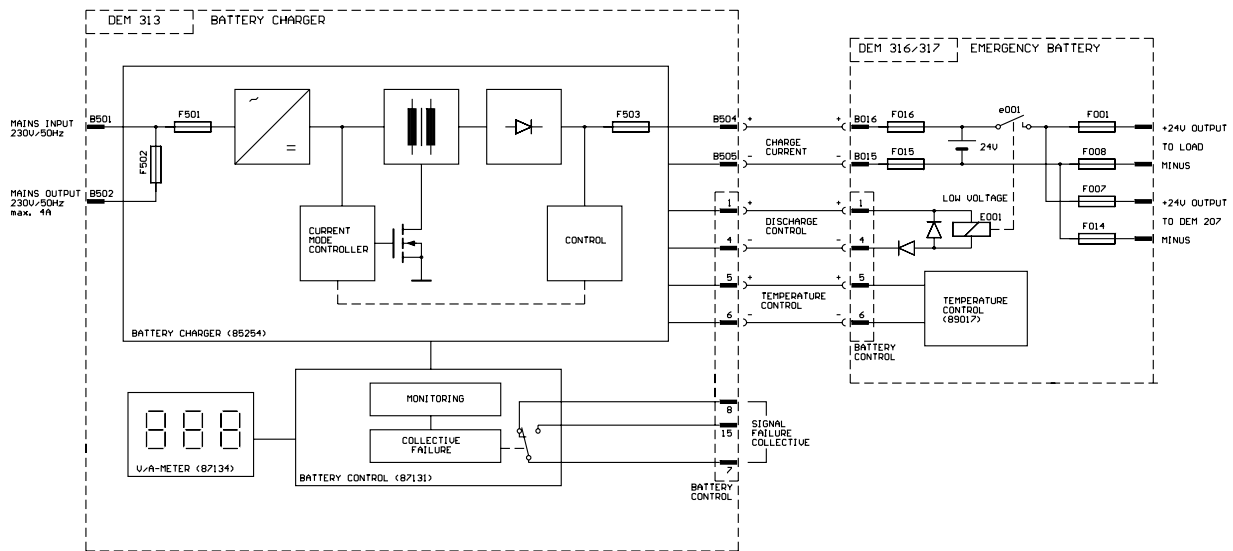 DEM 313
BATTERY CHARGER
DEM 316/317
EMERGENCY BATTERY
MAINS INPUT
230V/50Hz
B501
F501
F502
~
=
F503
MAINS OUTPUT
230V/50Hz
max. 4A
B502
CURRENT
MODE
CONTROLLER
CONTROL
BATTERY CHARGER (85254)
B504
+
+
B016
F016
e001
F001
+24V OUTPUT
CHARGE
CURRENT
24V
TO LOAD
B505
-
-
B015
F015
F008
MINUS
1
+
+
1
LOW VOLTAGE
F007
+24V OUTPUT
DISCHARGE
CONTROL
E001
TO DEM 207
4
-
-
4
F014
MINUS
5
+
+
5
TEMPERATURE
CONTROL
TEMPERATURE
CONTROL
(89017)
6
-
-
6
BATTERY
CONTROL
MONITORING
COLLECTIVE
FAILURE
8
15
7
SIGNAL
FAILURE
COLLECTIVE
V/A-METER (87134)
BATTERY CONTROL (87131)
BATTERY
CONTROL